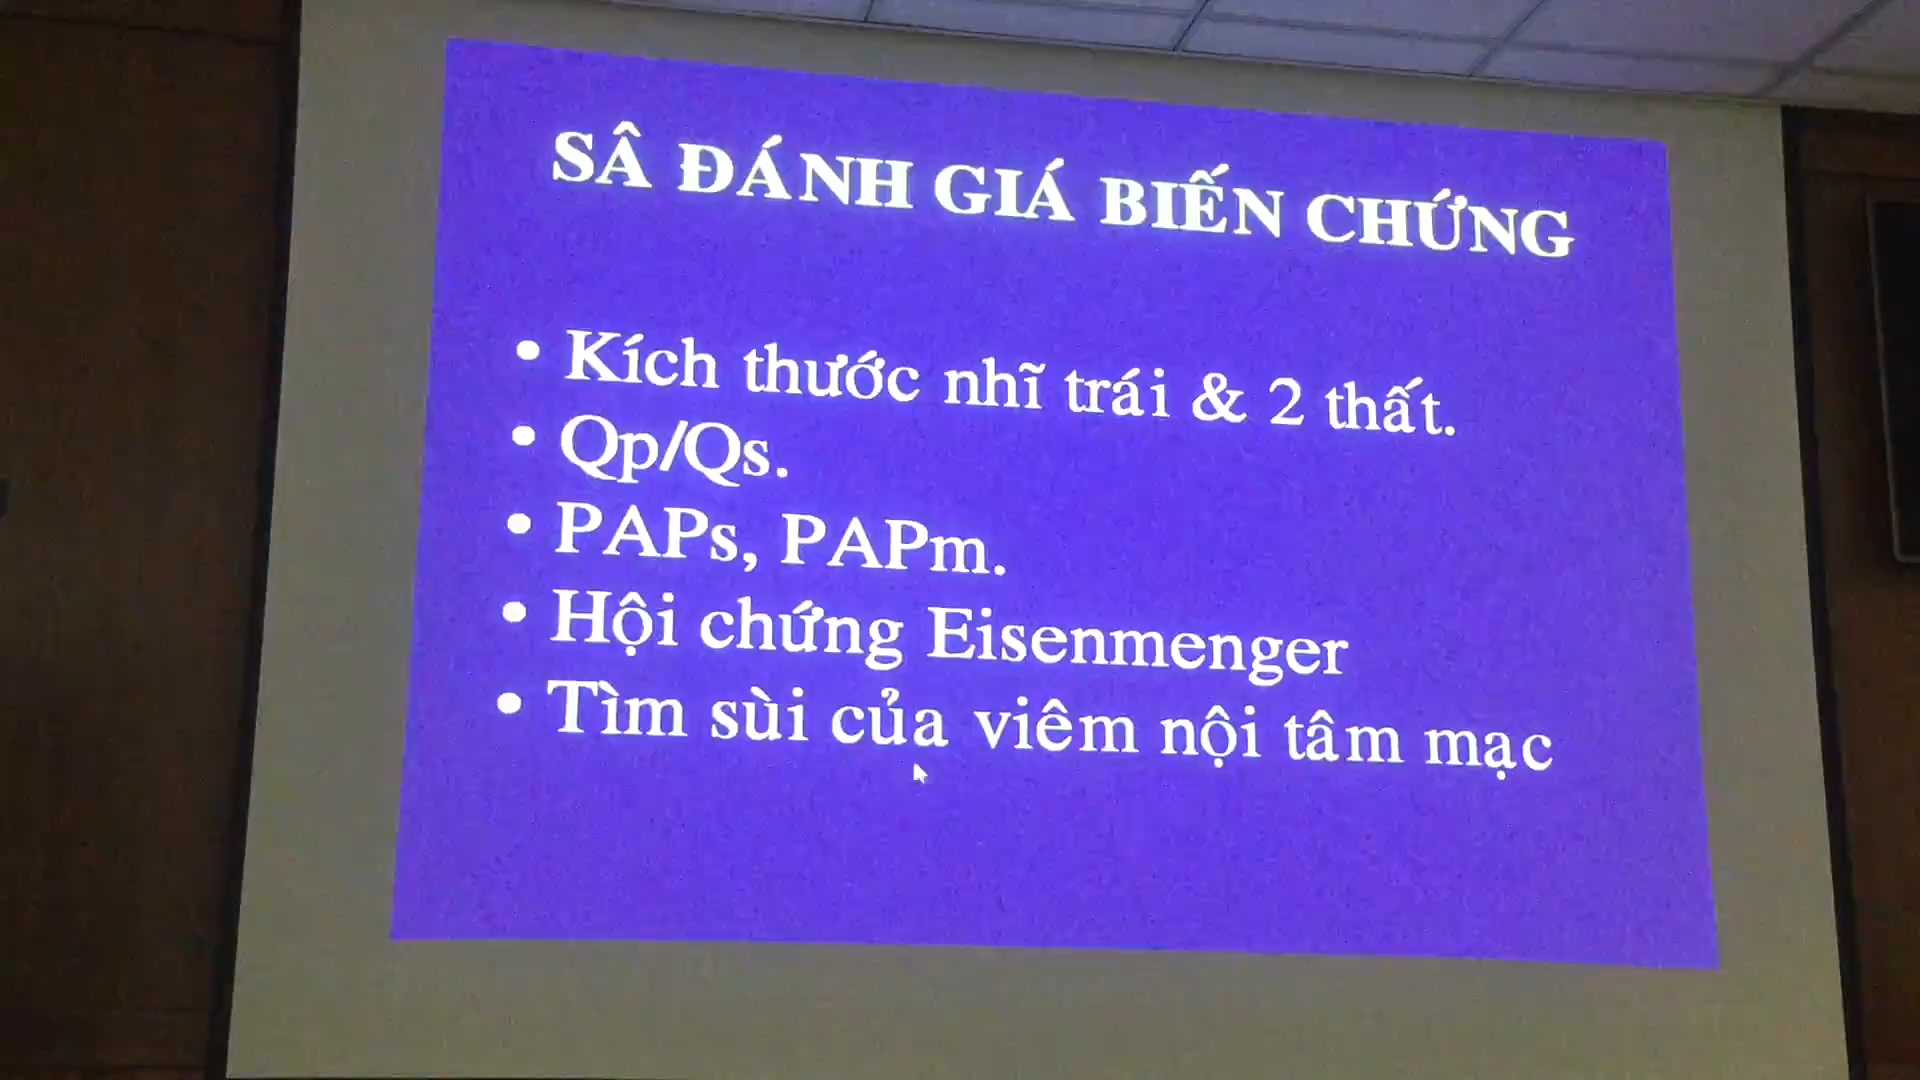 SÂ ĐÁNH GIÁ BIẾN CHỨNG
• Kích thước nhĩ trái & 2 thất.
• Qp/Qs.
• PAPs, PAPm.
• Hội chứng Eisenmenger
• Tìm sùi của viêm nội tâm mạc